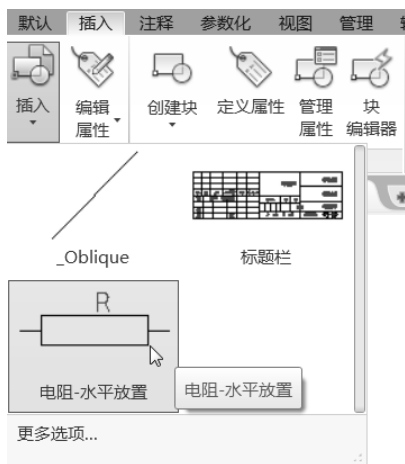 默认 插入 注释 参数化 视图 管理
插入 编辑属性 创建块 定义属性 管理属性 块编辑器
_Oblique 标题栏
R
电阻-水平放置 电阻-水平放置
更多选项...